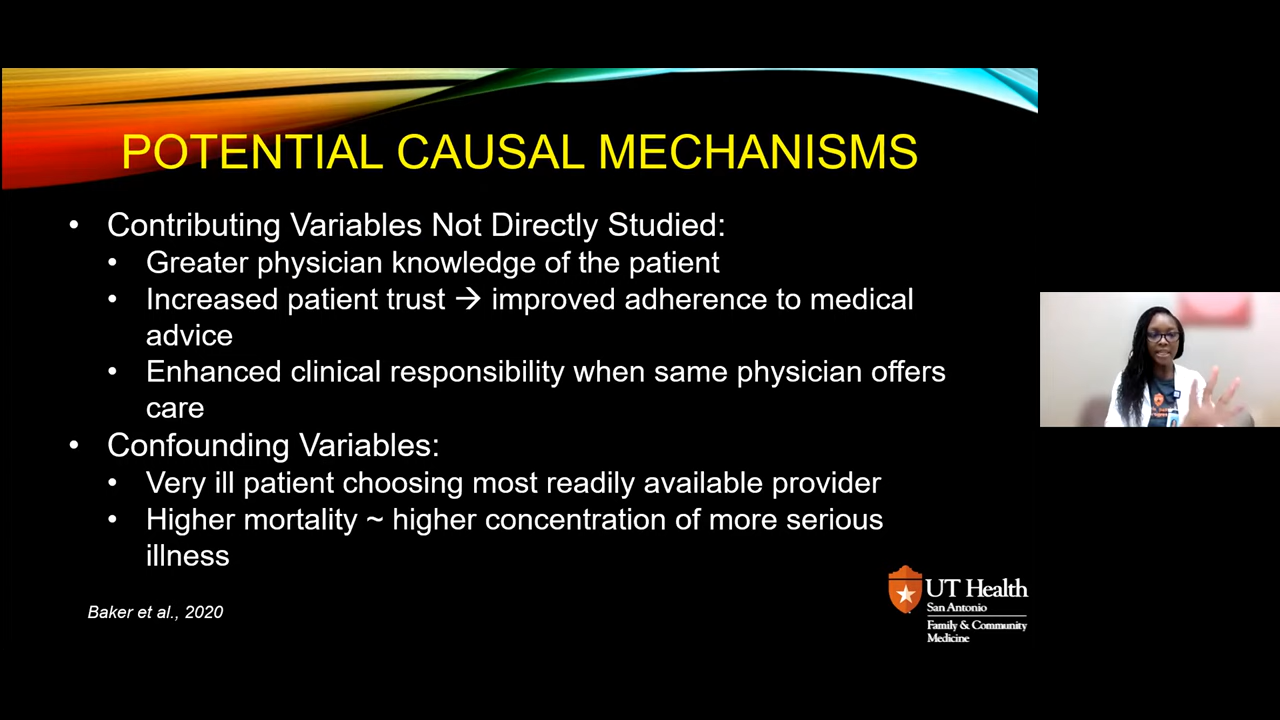 POTENTIAL CAUSAL MECHANISMS
• Contributing Variables Not Directly Studied:
• Greater physician knowledge of the patient
• Increased patient trust → improved adherence to medical
advice
• Enhanced clinical responsibility when same physician offers
care
• Confounding Variables:
• Very ill patient choosing most readily available provider
• Higher mortality ~ higher concentration of more serious
illness
Baker et al., 2020
UT Health
San Antonio
Family & Community
Medicine